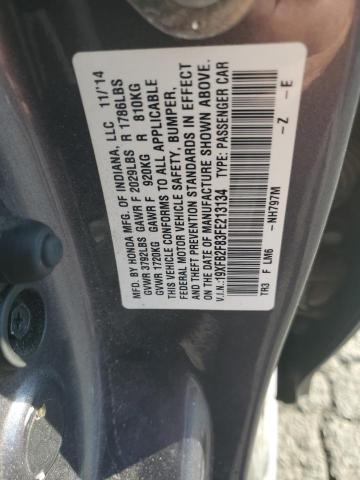 MFD. BY HONDA MFG. OF INDIANA, LLC 11/'14
GVWR 3792LBS GAWR F 2029LBS R 1786LBS
GVWR 1720KG GAWR F 920KG R 810KG
THIS VEHICLE CONFORMS TO ALL APPLICABLE
FEDERAL MOTOR VEHICLE SAFETY, BUMPER,
AND THEFT PREVENTION STANDARDS IN EFFECT
ON THE DATE OF MANUFACTURE SHOWN ABOVE.
V.I.N.:19XFB2F83FE213134 TYPE: PASSENGER CAR
TR3 F LM6 -NH797M -Z -E